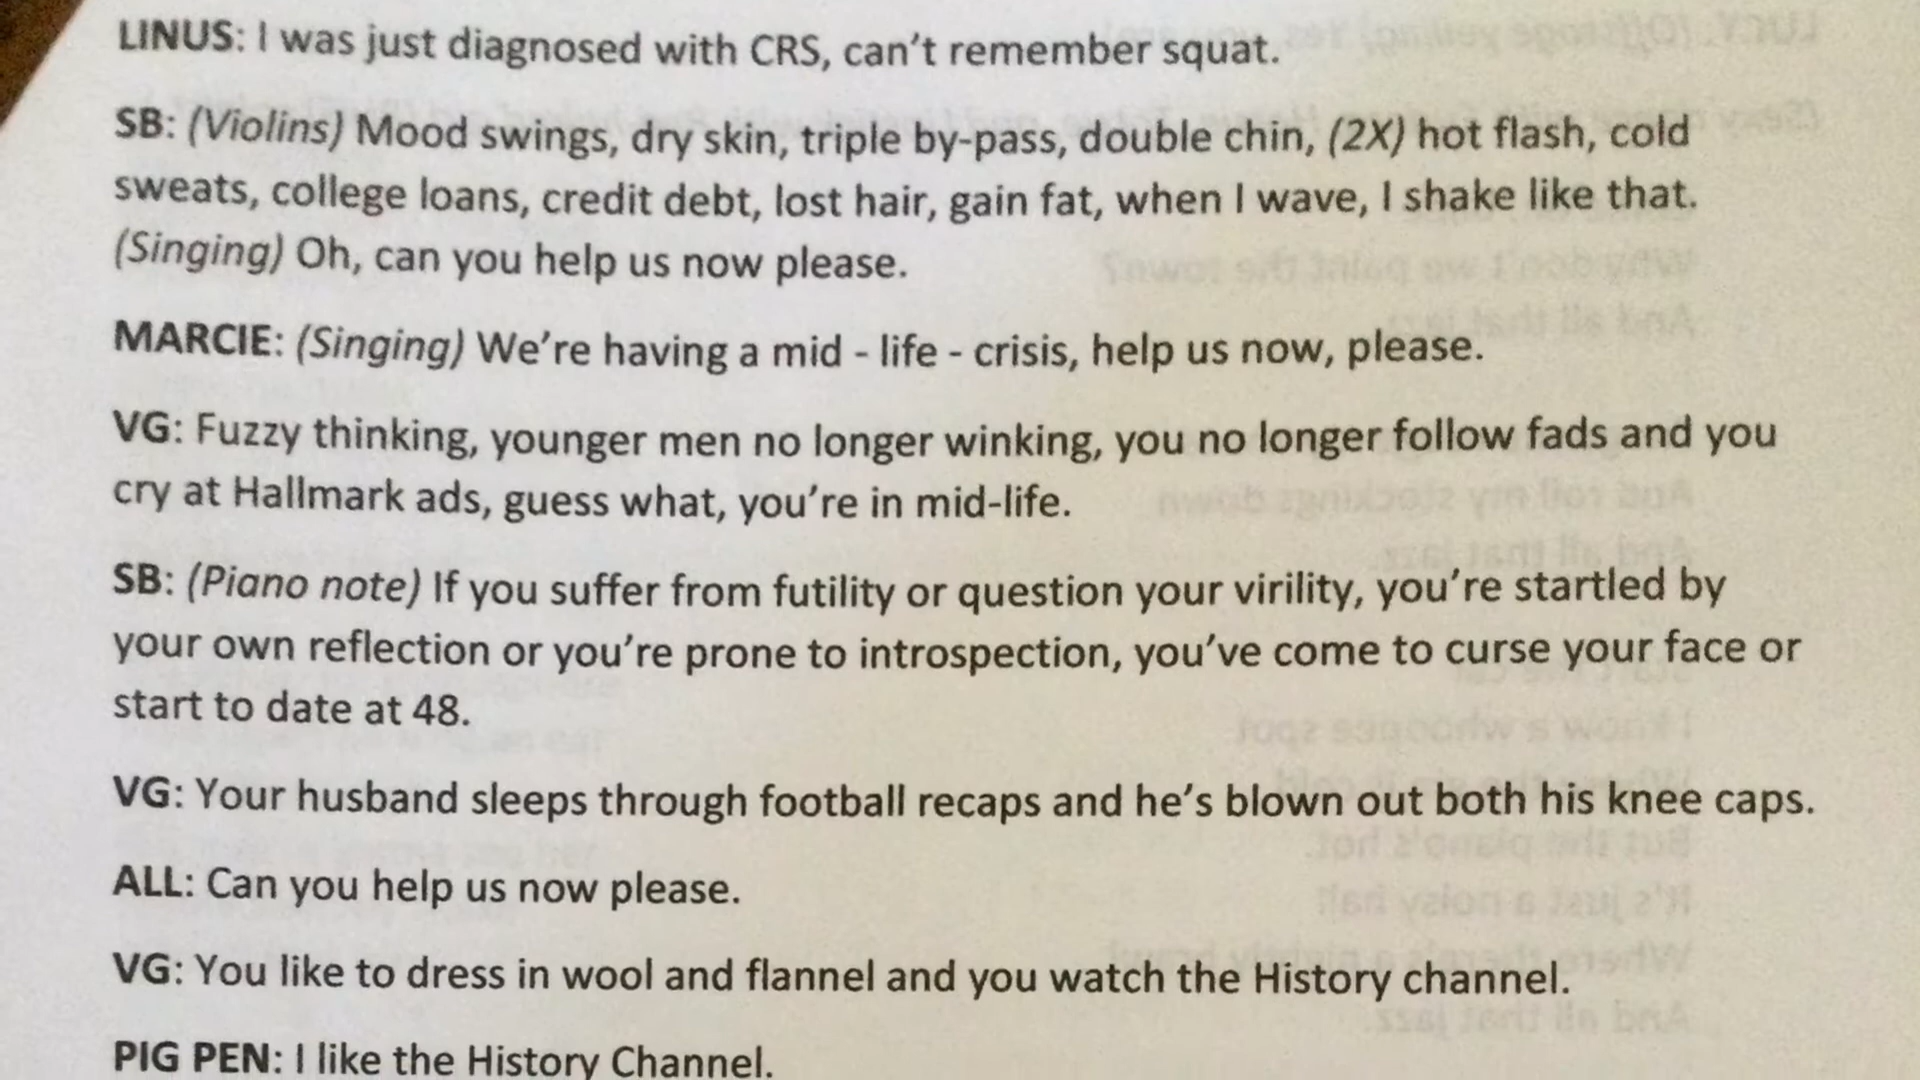 LINUS: I was just diagnosed with CRS, can't remember squat.
SB: (Violins) Mood swings, dry skin, triple by-pass, double chin, (2X) hot flash, cold
sweats, college loans, credit debt, lost hair, gain fat, when I wave, I shake like that.
(Singing) Oh, can you help us now please.
MARCIE: (Singing) We're having a mid - life - crisis, help us now, please.
VG: Fuzzy thinking, younger men no longer winking, you no longer follow fads and you
cry at Hallmark ads, guess what, you're in mid-life.
SB: (Piano note) If you suffer from futility or question your virility, you're startled by
your own reflection or you're prone to introspection, you've come to curse your face or
start to date at 48.
VG: Your husband sleeps through football recaps and he's blown out both his knee caps.
ALL: Can you help us now please.
VG: You like to dress in wool and flannel and you watch the History channel.
PIG PEN: I like the History Channel.